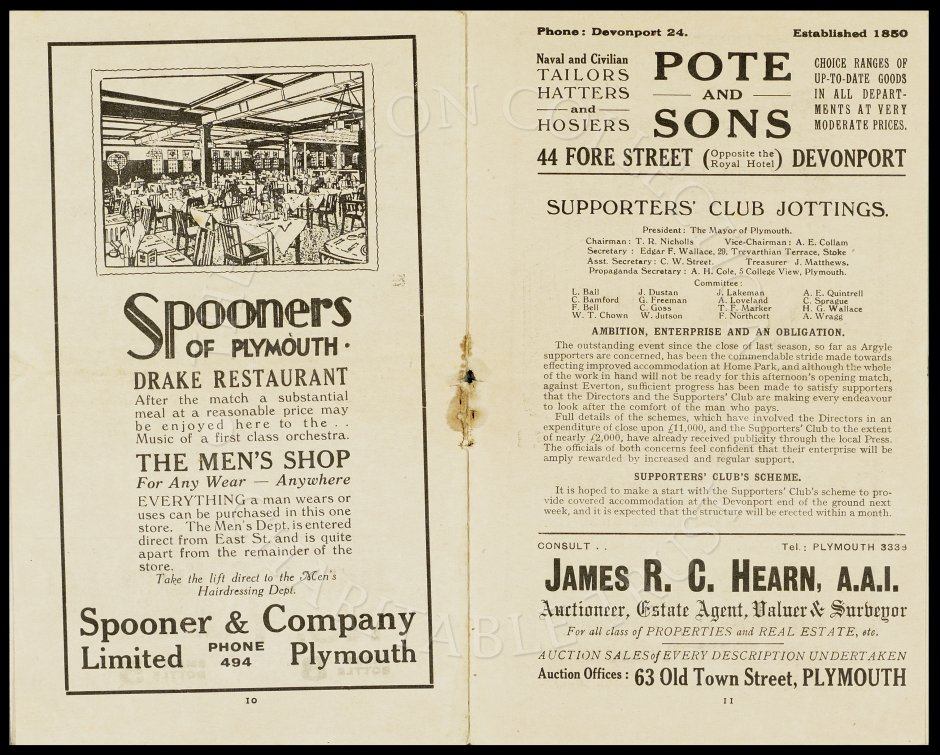 Spooners
OF PLYMOUTH.
DRAKE RESTAURANT
After the match a substantial
meal at a reasonable price may
be enjoyed here to the . .
Music of a first class orchestra.
THE MEN'S SHOP
For Any Wear — Anywhere
EVERYTHING a man wears or
uses can be purchased in this one
store. The Men's Dept. is entered
direct from East St. and is quite
apart from the remainder of the
store.
Take the lift direct to the Men's
Hairdressing Dept.
Spooner & Company
Limited PHONE 494 Plymouth
10
Phone: Devonport 24. Established 1850
Naval and Civilian
TAILORS
HATTERS
—and—
HOSIERS
POTE
—AND—
SONS
CHOICE RANGES OF
UP-TO-DATE GOODS
IN ALL DEPART-
MENTS AT VERY
MODERATE PRICES.
44 FORE STREET (Opposite the Royal Hotel) DEVONPORT
SUPPORTERS' CLUB JOTTINGS.
President: The Mayor of Plymouth.
Chairman: T. R. Nicholls Vice-Chairman: A. E. Collam
Secretary: Edgar F. Wallace, 29, Trevarthian Terrace, Stoke
Asst. Secretary: C. W. Street. Treasurer J. Matthews.
Propaganda Secretary: A. H. Cole, 5 College View, Plymouth.
Committee:
L. Ball J. Dustan J. Lakeman A. E. Quintrell
C. Bamford G. Freeman A. Loveland C. Sprague
F. Bell C. Goss T. F. Marker H. G. Wallace
W. T. Chown W. Jutson F. Northcott A. Wragg
AMBITION, ENTERPRISE AND AN OBLIGATION.
The outstanding event since the close of last season, so far as Argyle
supporters are concerned, has been the commendable stride made towards
effecting improved accommodation at Home Park, and although the whole
of the work in hand will not be ready for this afternoon's opening match,
against Everton, sufficient progress has been made to satisfy supporters
that the Directors and the Supporters' Club are making every endeavour
to look after the comfort of the man who pays.
Full details of the schemes, which have involved the Directors in an
expenditure of close upon £11,000, and the Supporters' Club to the extent
of nearly £2,000, have already received publicity through the local Press.
The officials of both concerns feel confident that their enterprise will be
amply rewarded by increased and regular support.
SUPPORTERS' CLUB'S SCHEME.
It is hoped to make a start with the Supporters' Club's scheme to pro-
vide covered accommodation at the Devonport end of the ground next
week, and it is expected that the structure will be erected within a month.
CONSULT . . Tel.: PLYMOUTH 3333
JAMES R. C. HEARN, A.A.I.
Auctioneer, Estate Agent, Valuer & Surveyor
For all class of PROPERTIES and REAL ESTATE, etc.
AUCTION SALES of EVERY DESCRIPTION UNDERTAKEN
Auction Offices: 63 Old Town Street, PLYMOUTH
11